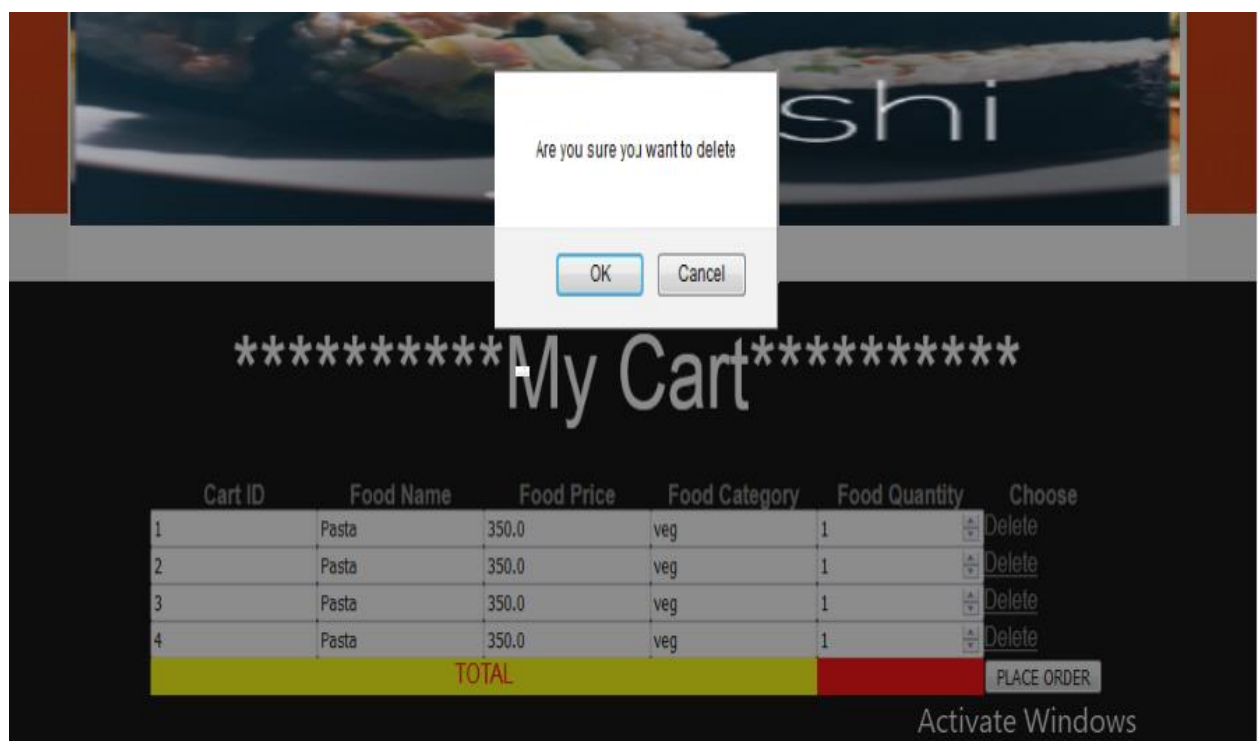 shi
Are you sure you want to delete
OK Cancel
**********My Cart**********
Cart ID Food Name Food Price Food Category Food Quantity Choose
1 Pasta 350.0 veg 1 Delete
2 Pasta 350.0 veg 1 Delete
3 Pasta 350.0 veg 1 Delete
4 Pasta 350.0 veg 1 Delete
TOTAL PLACE ORDER
Activate Windows